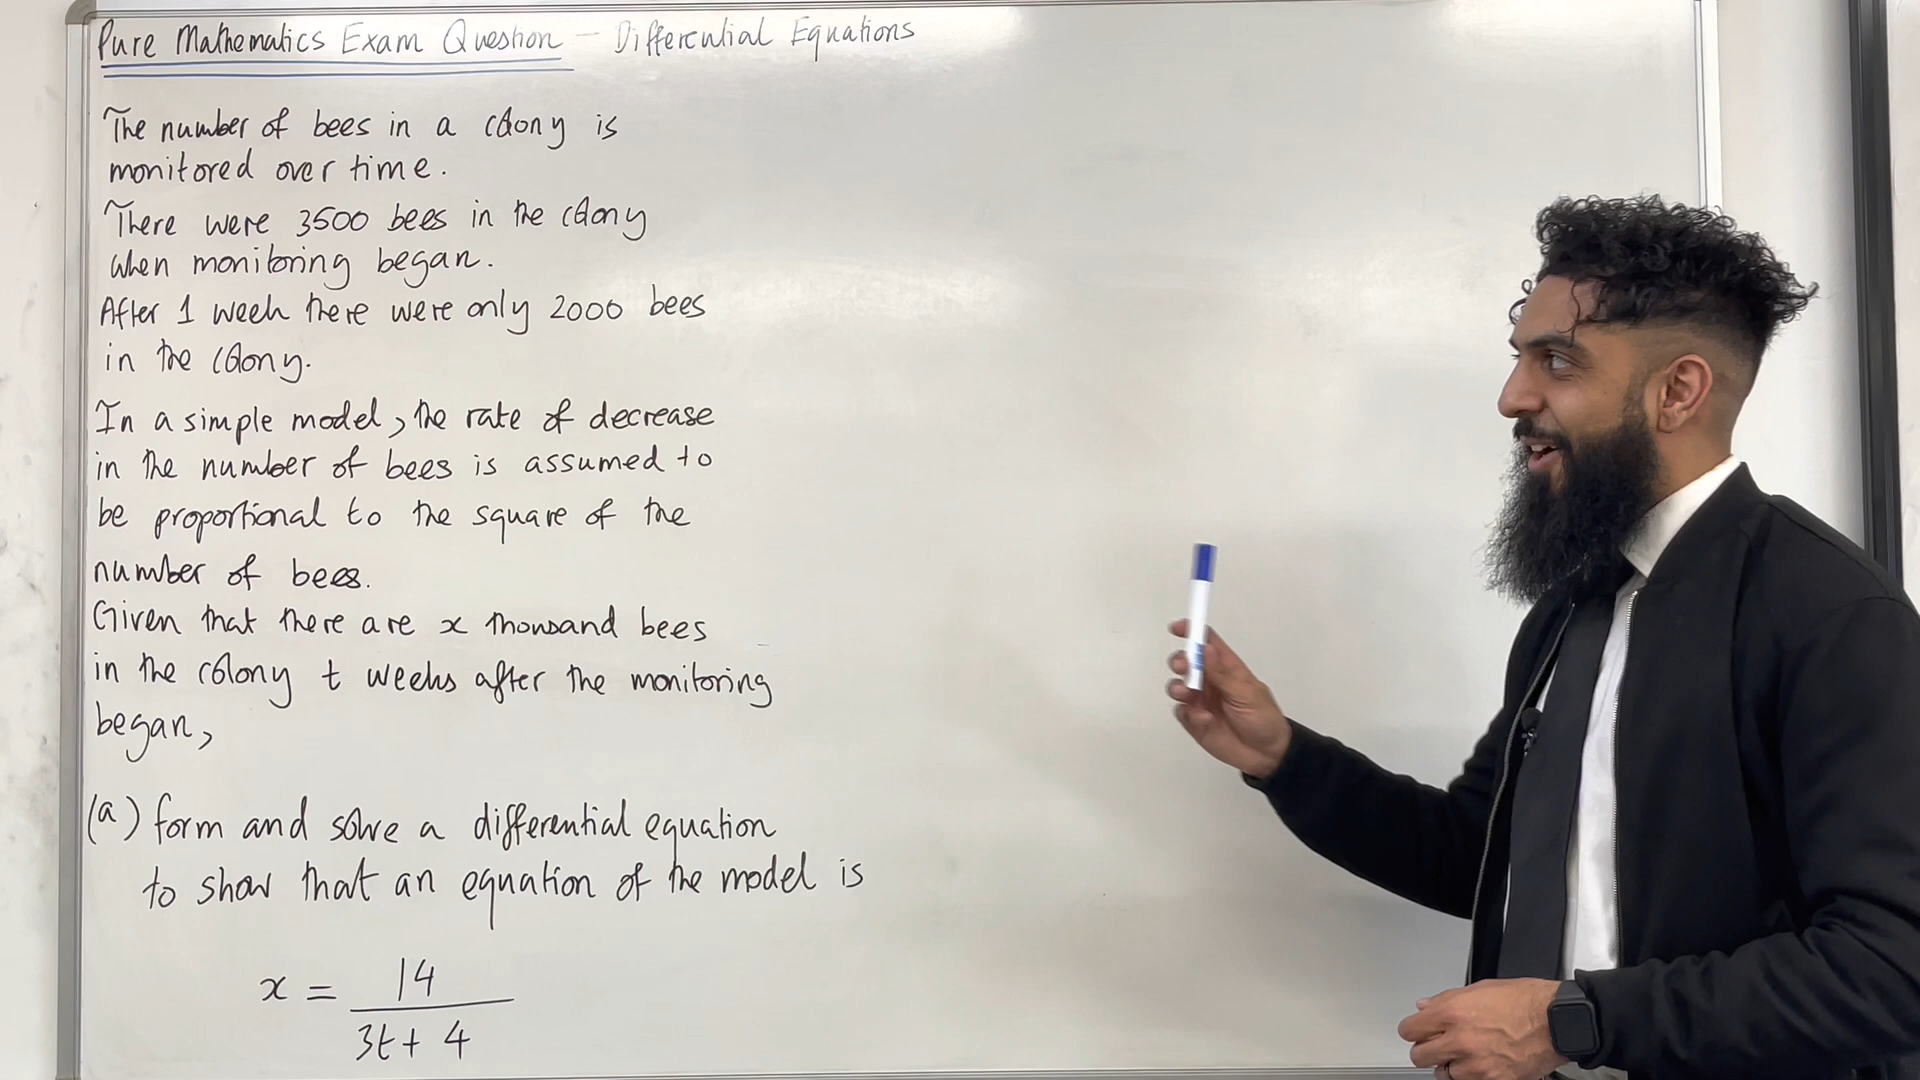 Pure Mathematics Exam Question - Differential Equations
The number of bees in a colony is
monitored over time.
There were 3500 bees in the colony
when monitoring began.
After 1 week there were only 2000 bees
in the colony.
In a simple model, the rate of decrease
in the number of bees is assumed to
be proportional to the square of the
number of bees.
Given that there are x thousand bees
in the colony t weeks after the monitoring
began,
(a) form and solve a differential equation
to show that an equation of the model is
x = 14
3t + 4